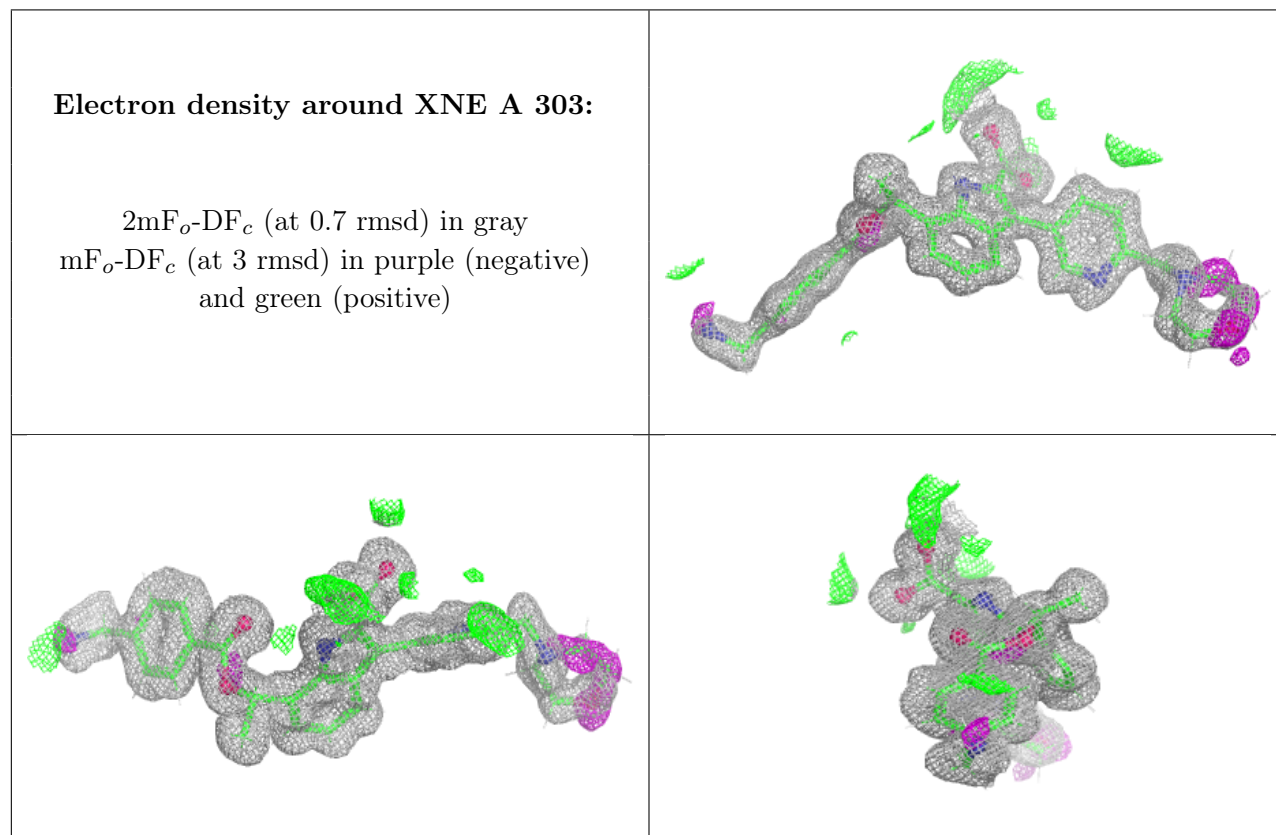 Electron density around XNE A 303:
2mFo-DFc (at 0.7 rmsd) in gray
mFo-DFc (at 3 rmsd) in purple (negative)
and green (positive)